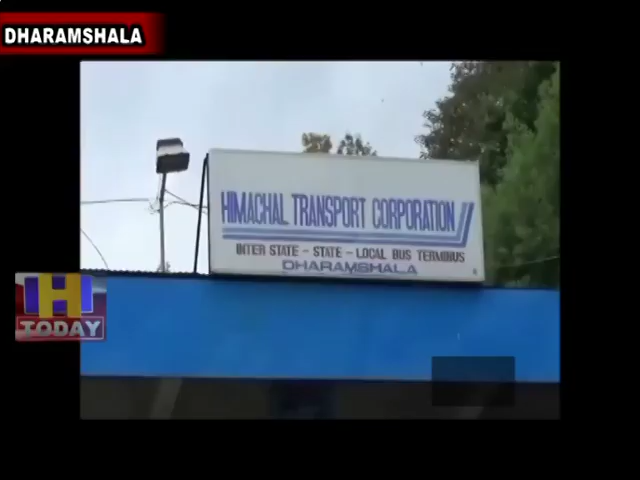 DHARAMSHALA
HIMACHAL TRANSPORT CORPORATION
INTER STATE - STATE - LOCAL BUS TERMINUS
DHARAMSHALA
H
TODAY